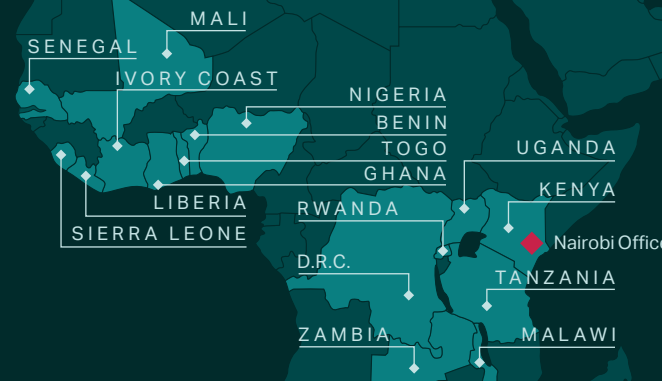 MALI
SENEGAL
IVORY COAST
NIGERIA
BENIN
TOGO
UGANDA
GHANA
KENYA
LIBERIA
RWANDA
SIERRA LEONE
Nairobi Office
D.R.C.
TANZANIA
ZAMBIA
MALAWI